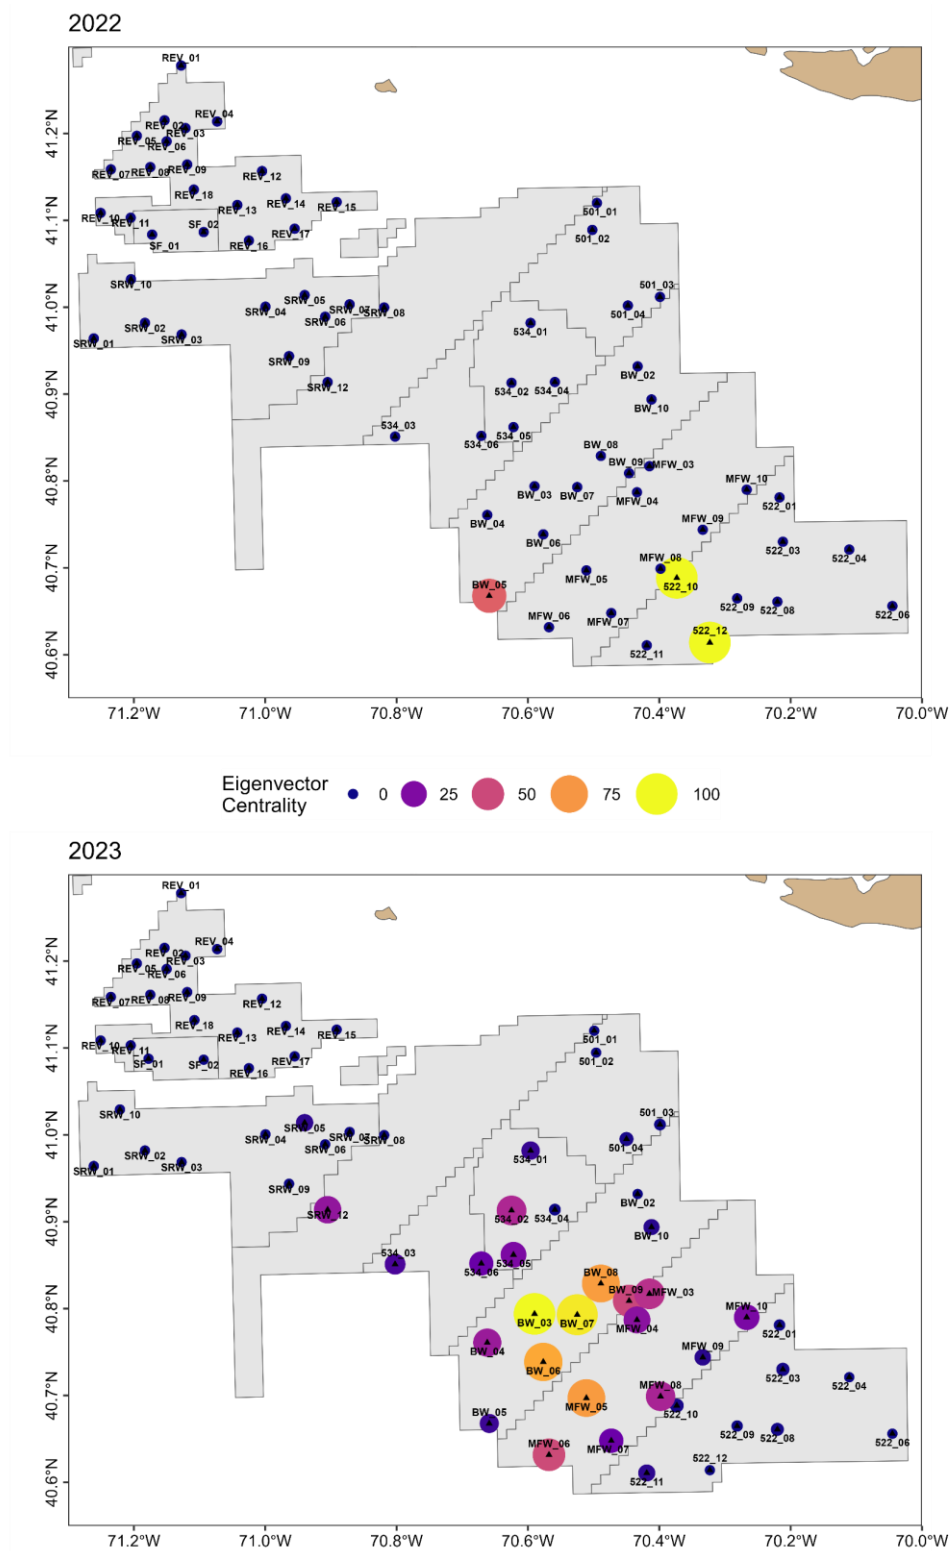 2022
REV_01
REV_02
REV_04
REV_03
REV_05
REV_06
REV_07
REV_08
REV_09
REV_12
REV_18
REV_13
REV_14
REV_15
REV_10
REV_11
SF_01
SF_02
REV_16
REV_17
SRW_10
SRW_05
SRW_04
SRW_07
SRW_08
SRW_06
SRW_02
SRW_01
SRW_03
SRW_09
SRW_12
501_01
501_02
501_03
501_04
534_01
534_02
534_04
534_03
534_06
534_05
BW_02
BW_10
BW_08
BW_09
MFW_03
BW_03
BW_07
MFW_04
MFW_10
522_01
BW_04
BW_06
MFW_09
522_03
522_04
BW_05
MFW_05
MFW_08
522_10
MFW_06
MFW_07
522_09
522_08
522_06
522_11
522_12
41.2°N
41.1°N
41.0°N
40.9°N
40.8°N
40.7°N
40.6°N
71.2°W 71.0°W 70.8°W 70.6°W 70.4°W 70.2°W 70.0°W
Eigenvector
Centrality
0 25 50 75 100
2023
REV_01
REV_02
REV_04
REV_03
REV_05
REV_06
REV_07
REV_08
REV_09
REV_12
REV_18
REV_13
REV_14
REV_15
REV_10
REV_11
SF_01
SF_02
REV_16
REV_17
SRW_10
SRW_05
SRW_04
SRW_07
SRW_08
SRW_06
SRW_02
SRW_01
SRW_03
SRW_09
SRW_12
501_01
501_02
501_03
501_04
534_01
534_02
534_04
534_03
534_06
534_05
BW_02
BW_10
BW_08
BW_09
MFW_03
BW_03
BW_07
MFW_04
MFW_10
522_01
BW_04
BW_06
MFW_09
522_03
522_04
BW_05
MFW_05
MFW_08
522_10
MFW_06
MFW_07
522_09
522_08
522_06
522_11
522_12
41.2°N
41.1°N
41.0°N
40.9°N
40.8°N
40.7°N
40.6°N
71.2°W 71.0°W 70.8°W 70.6°W 70.4°W 70.2°W 70.0°W